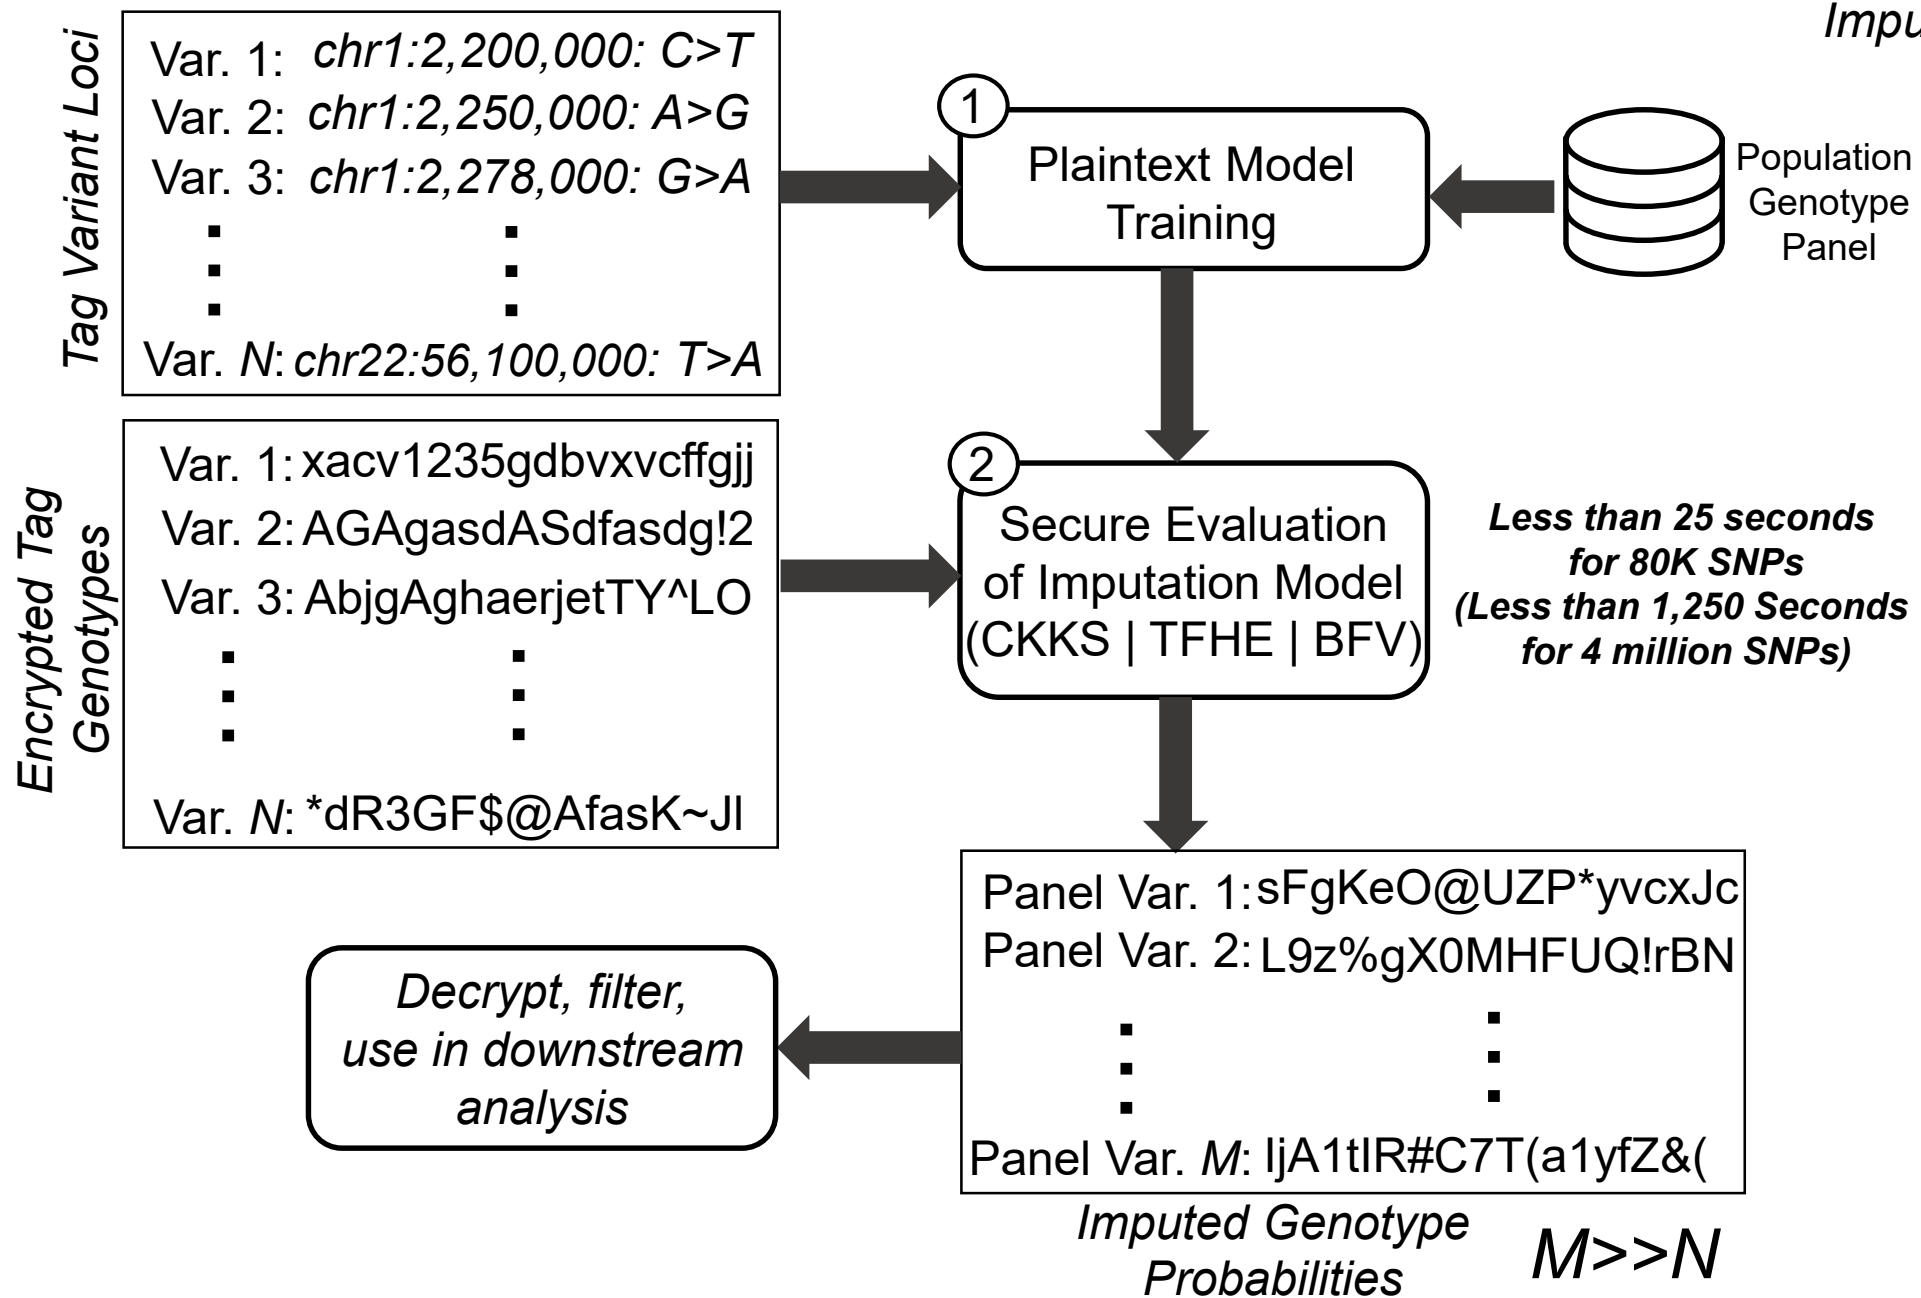 Impu
Tag Variant Loci
Var. 1: chr1:2,200,000: C>T
Var. 2: chr1:2,250,000: A>G
Var. 3: chr1:2,278,000: G>A
Var. N: chr22:56,100,000: T>A
1
Plaintext Model
Training
Population
Genotype
Panel
Encrypted Tag
Genotypes
Var. 1: xacv1235gdbvxvcffgjj
Var. 2: AGAgasdASdfasdg!2
Var. 3: AbjgAghaerjetTY^LO
Var. N: *dR3GF$@AfasK~JI
2
Secure Evaluation
of Imputation Model
(CKKS | TFHE | BFV)
Less than 25 seconds
for 80K SNPs
(Less than 1,250 Seconds
for 4 million SNPs)
Panel Var. 1: sFgKeO@UZP*yvcxJc
Panel Var. 2: L9z%gX0MHFUQ!rBN
Panel Var. M: IjA1tIR#C7T(a1yfZ&(
Imputed Genotype
Probabilities
M>>N
Decrypt, filter,
use in downstream
analysis